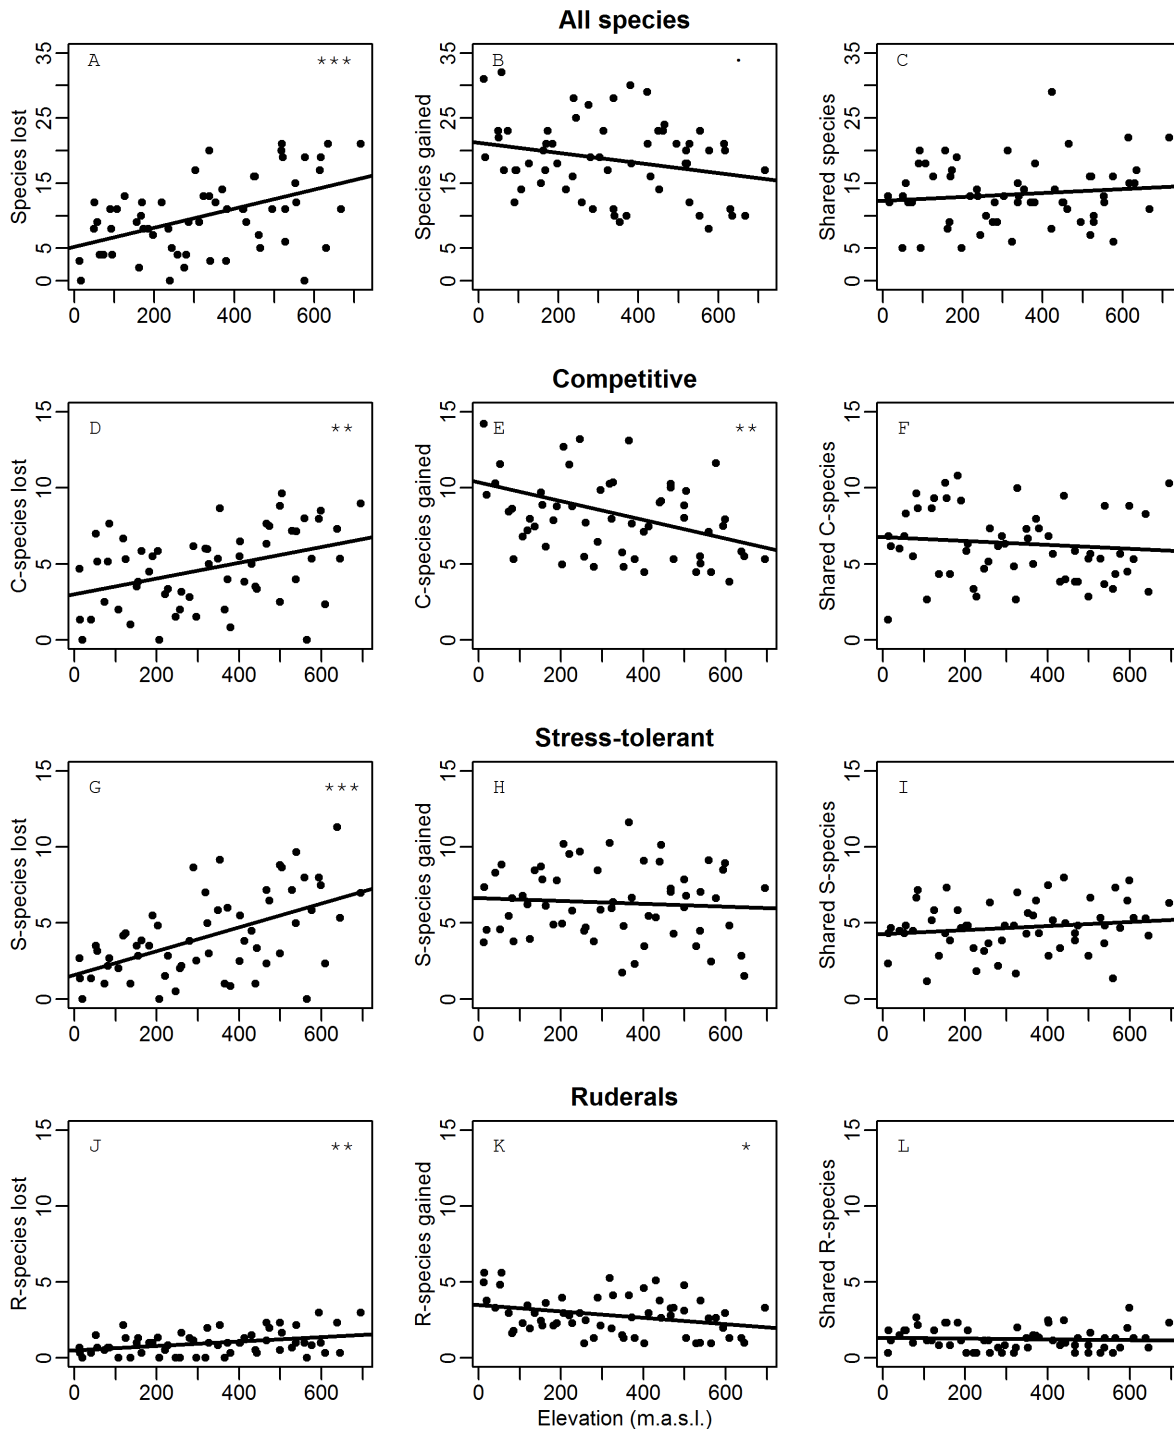 All species
A ***
B .
C
Species lost
5 15 25 35
Species gained
5 15 25 35
Shared species
5 15 25 35
0 200 400 600
0 200 400 600
0 200 400 600
Competitive
D **
E **
F
C-species lost
0 5 10 15
C-species gained
0 5 10 15
Shared C-species
0 5 10 15
0 200 400 600
0 200 400 600
0 200 400 600
Stress-tolerant
G ***
H
I
S-species lost
0 5 10 15
S-species gained
0 5 10 15
Shared S-species
0 5 10 15
0 200 400 600
0 200 400 600
0 200 400 600
Ruderals
J **
K *
L
R-species lost
0 5 10 15
R-species gained
0 5 10 15
Shared R-species
0 5 10 15
0 200 400 600
0 200 400 600
0 200 400 600
Elevation (m.a.s.l.)